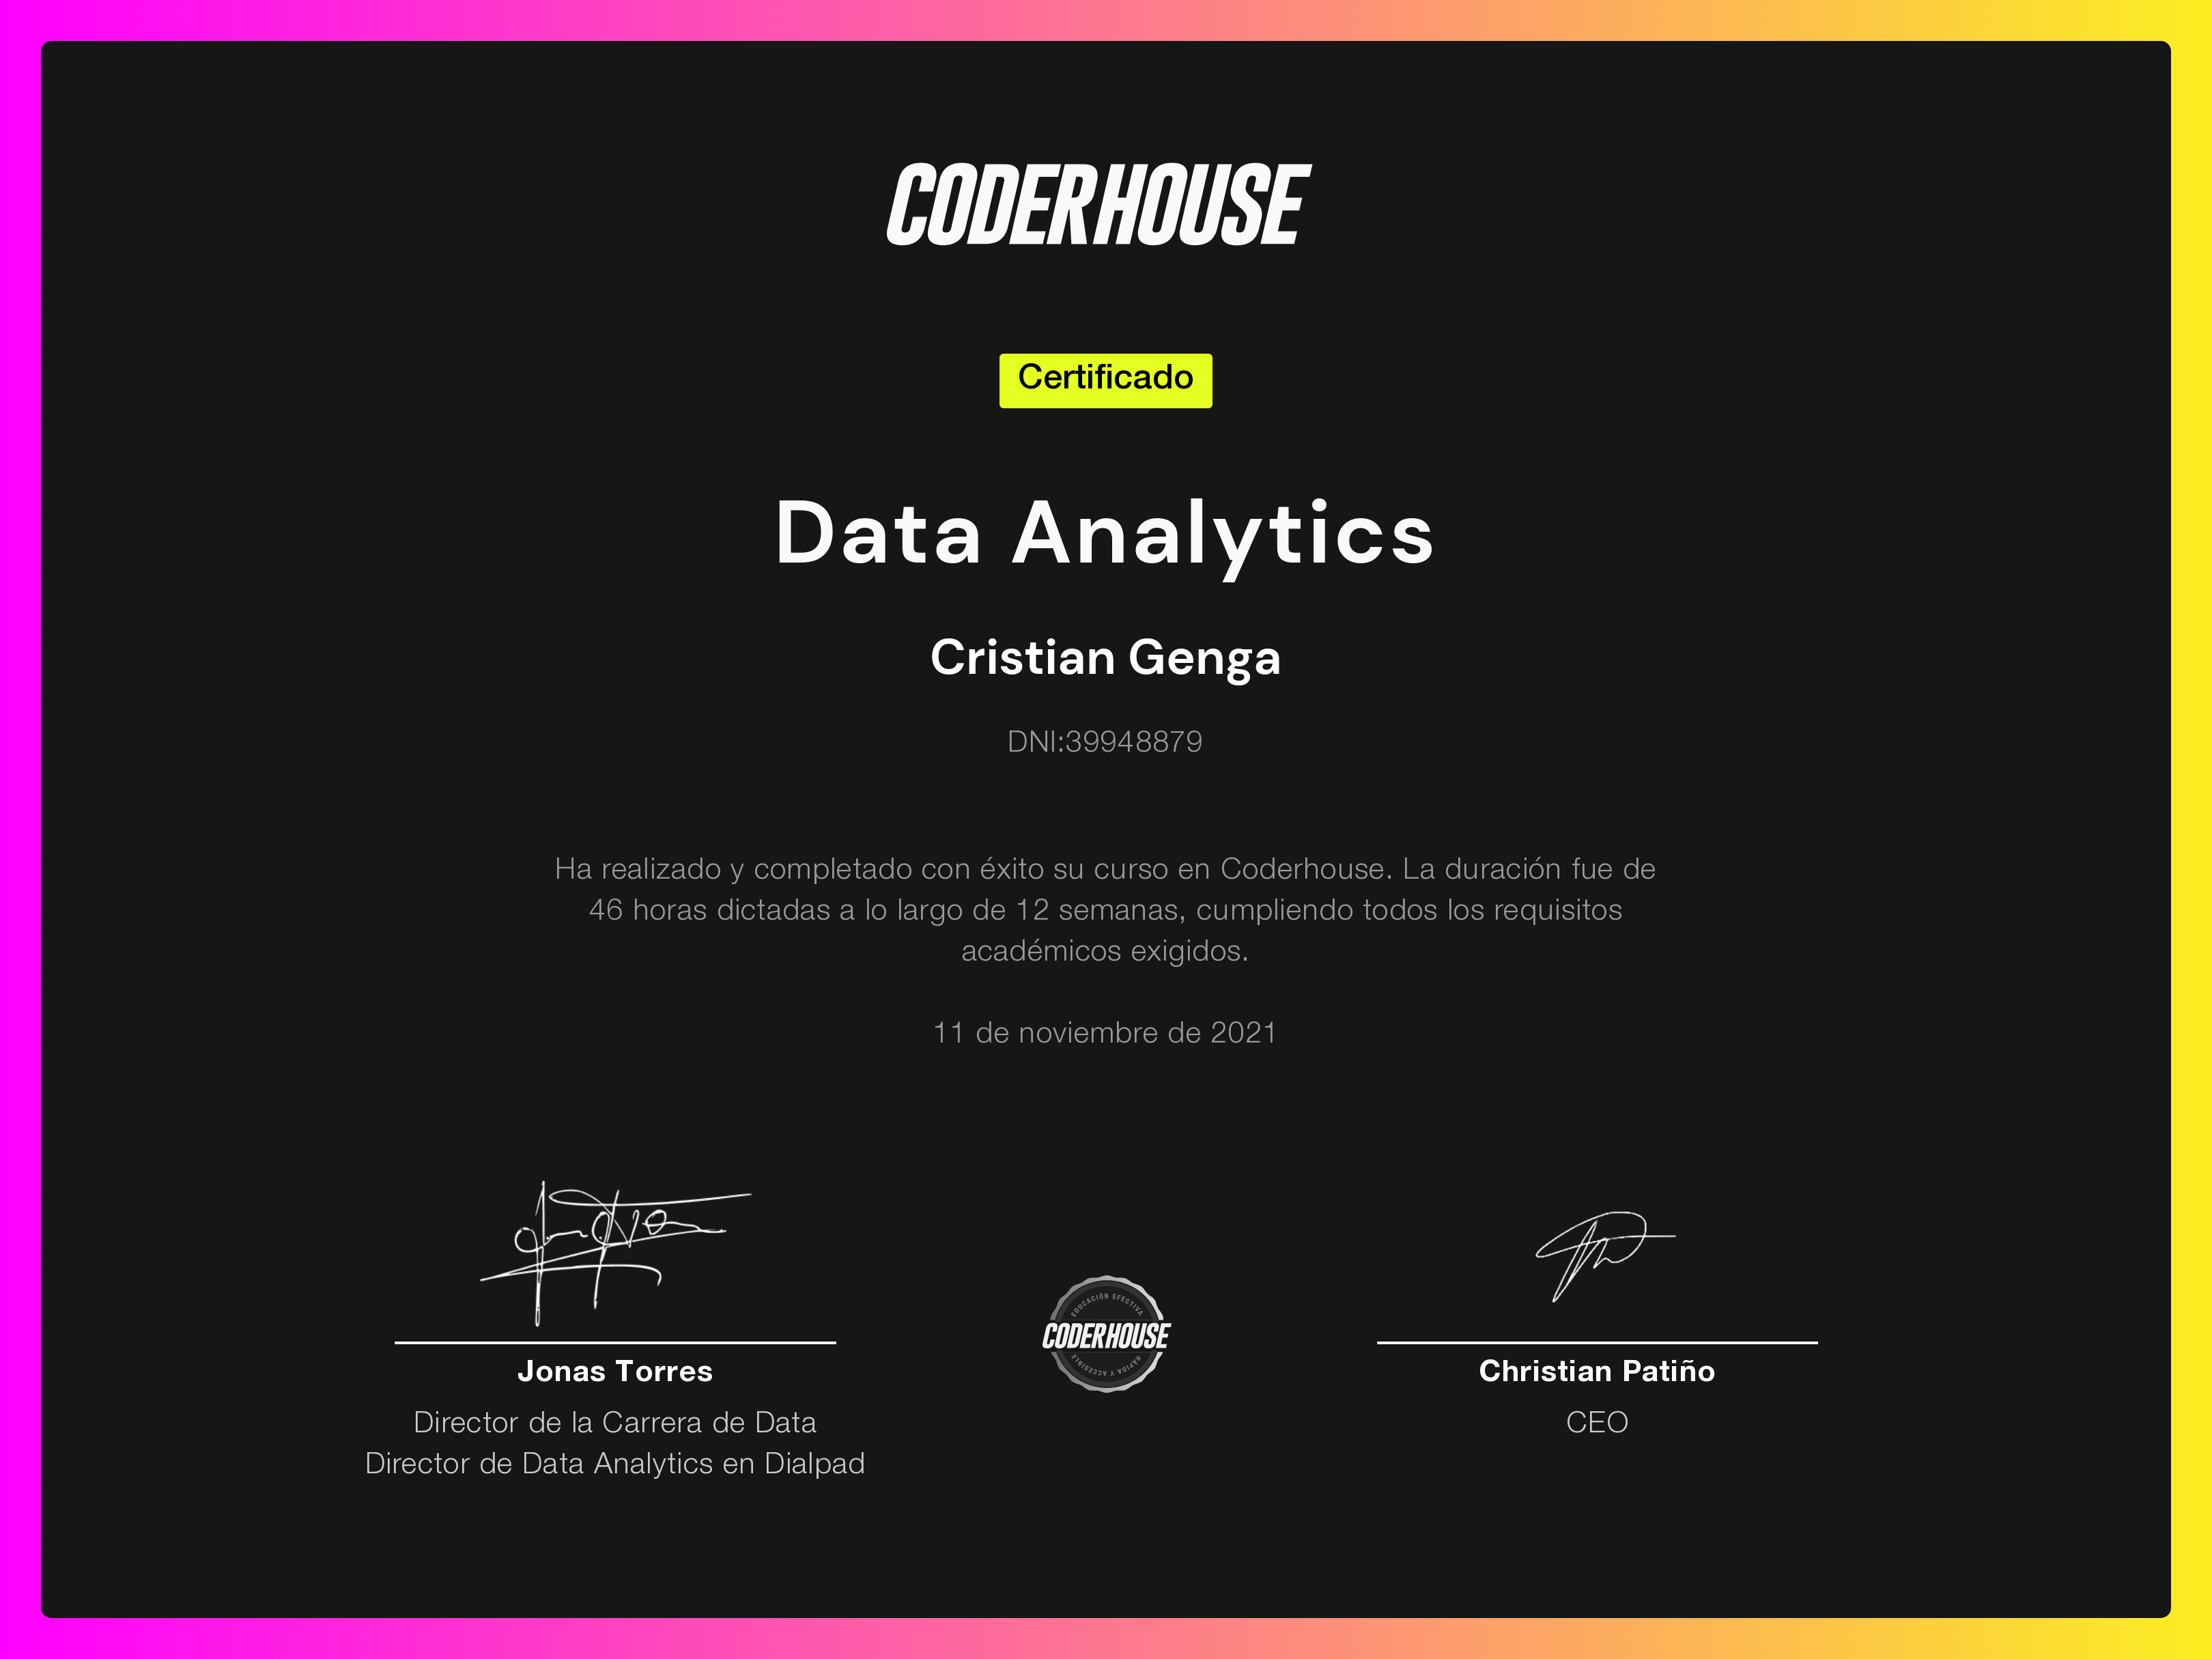 CODERHOUSE
Certificado
Data Analytics
Cristian Genga
DNI:39948879
Ha realizado y completado con éxito su curso en Coderhouse. La duración fue de
46 horas dictadas a lo largo de 12 semanas, cumpliendo todos los requisitos
académicos exigidos.
11 de noviembre de 2021
Jonas Torres
Director de la Carrera de Data
Director de Data Analytics en Dialpad
EDUCACIÓN EFECTIVA
CODERHOUSE
RAPIDA Y ACCESIBLE
Christian Patiño
CEO